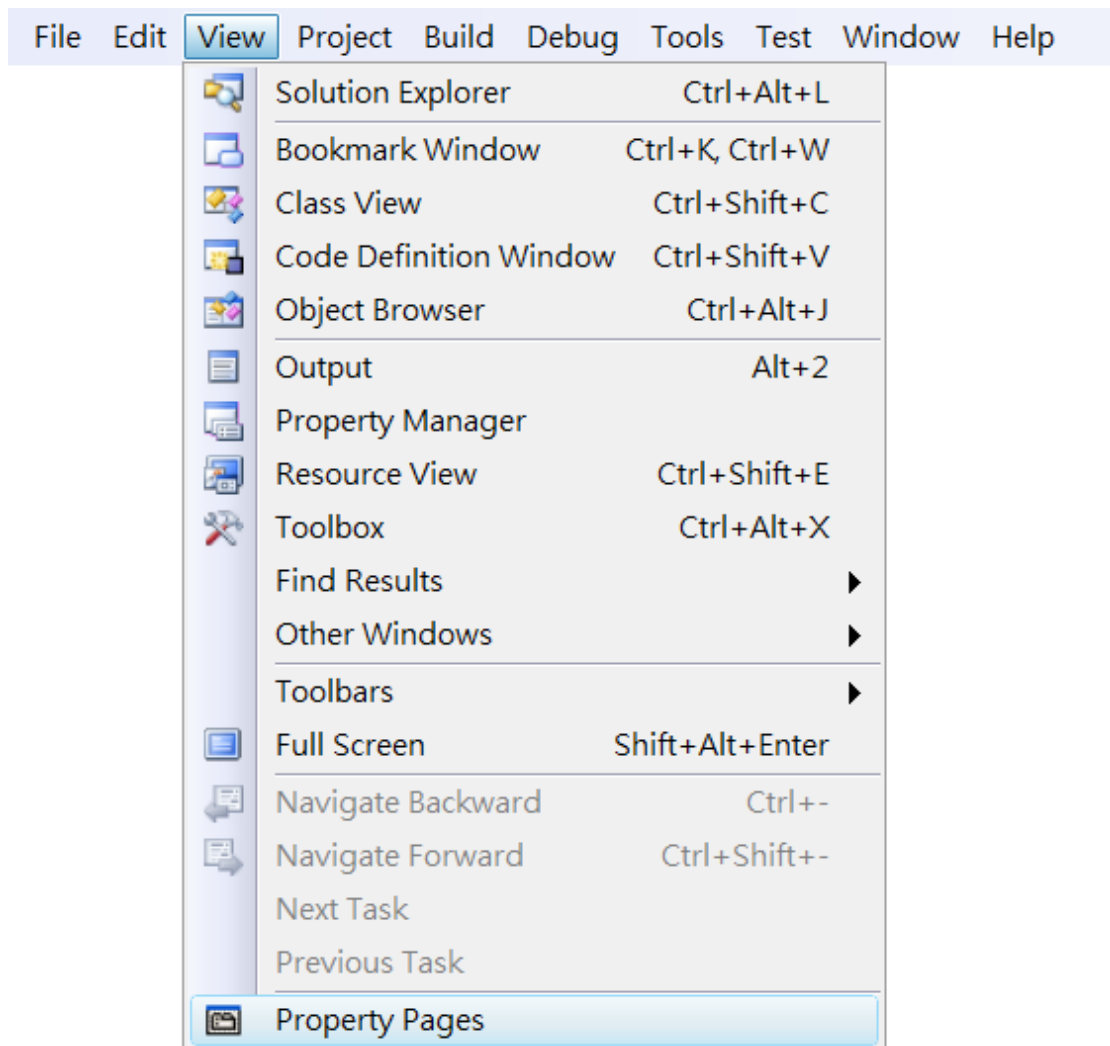 File Edit View Project Build Debug Tools Test Window Help
Solution Explorer Ctrl+Alt+L
Bookmark Window Ctrl+K, Ctrl+W
Class View Ctrl+Shift+C
Code Definition Window Ctrl+Shift+V
Object Browser Ctrl+Alt+J
Output Alt+2
Property Manager
Resource View Ctrl+Shift+E
Toolbox Ctrl+Alt+X
Find Results
Other Windows
Toolbars
Full Screen Shift+Alt+Enter
Navigate Backward Ctrl+-
Navigate Forward Ctrl+Shift+-
Next Task
Previous Task
Property Pages